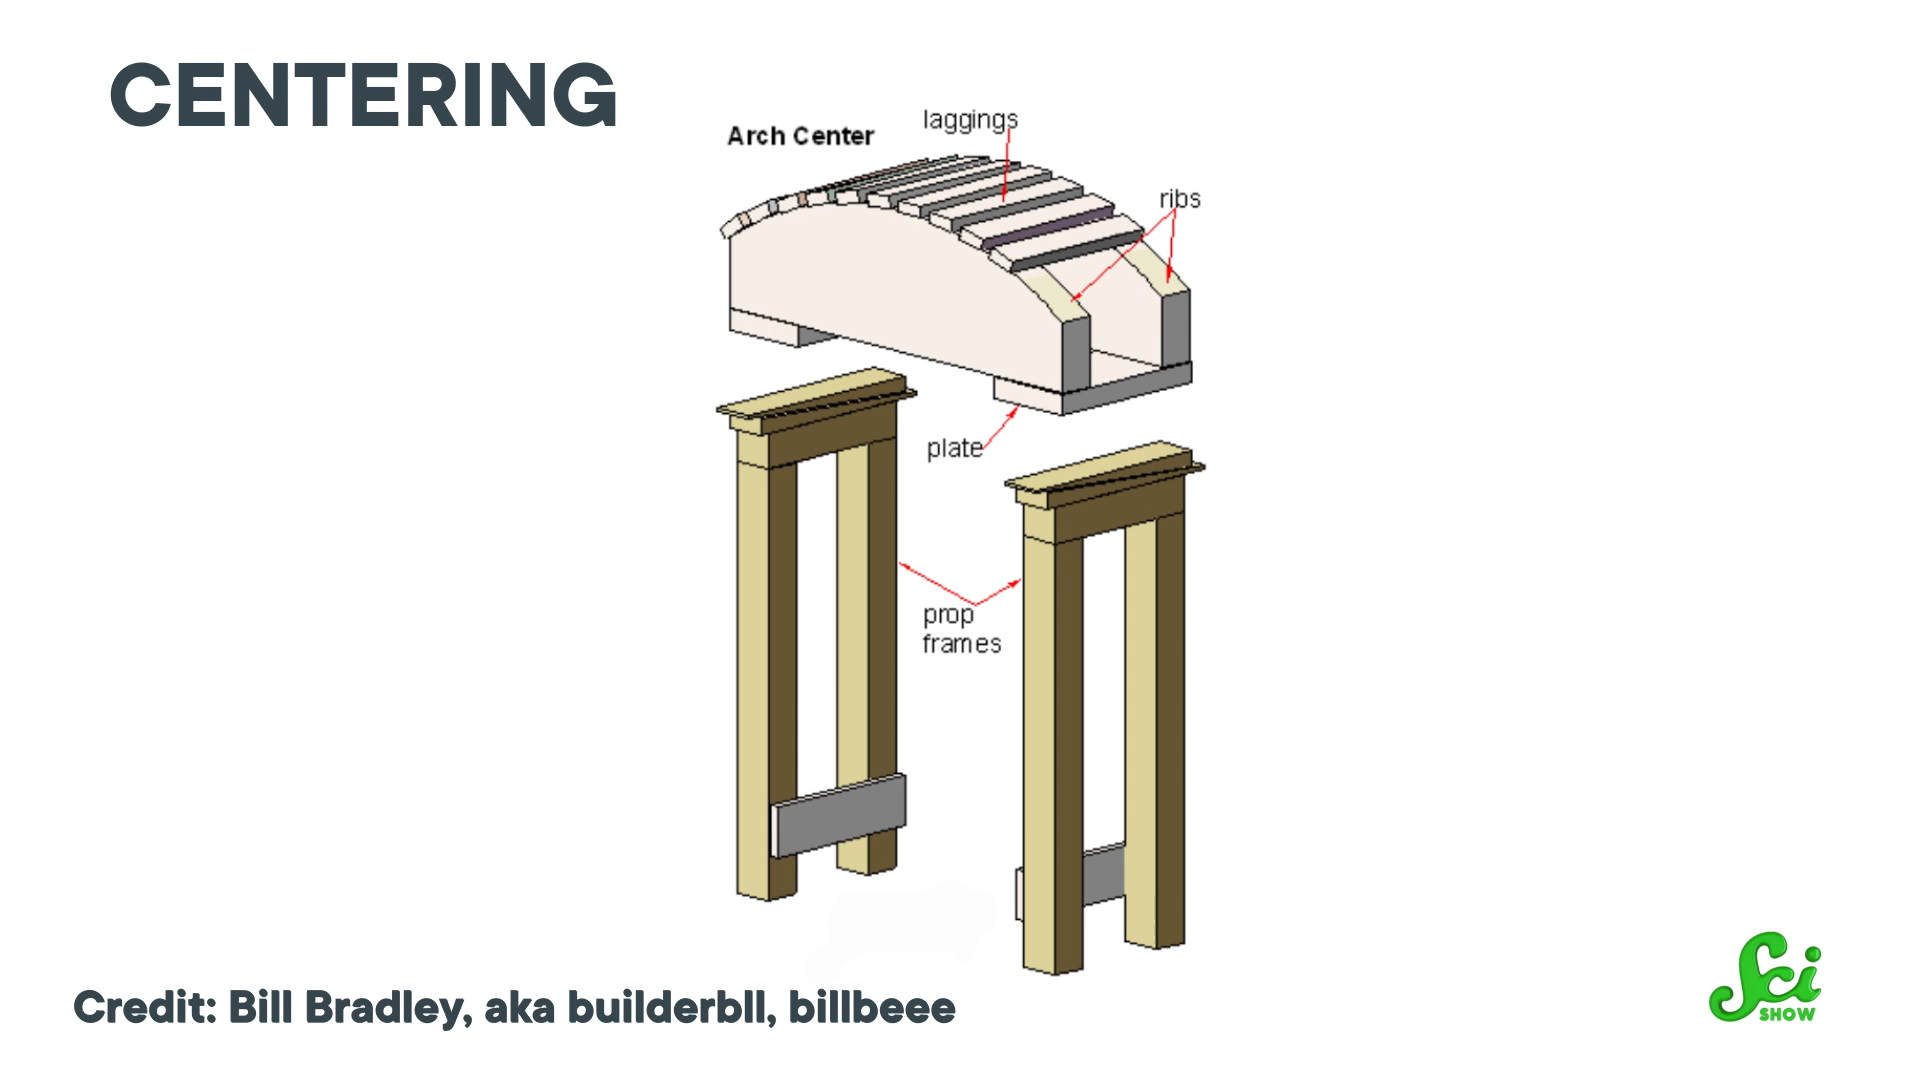 CENTERING
Arch Center
laggings
ribs
plate
prop
frames
Credit: Bill Bradley, aka builderbll, billbeee
Sci
SHOW